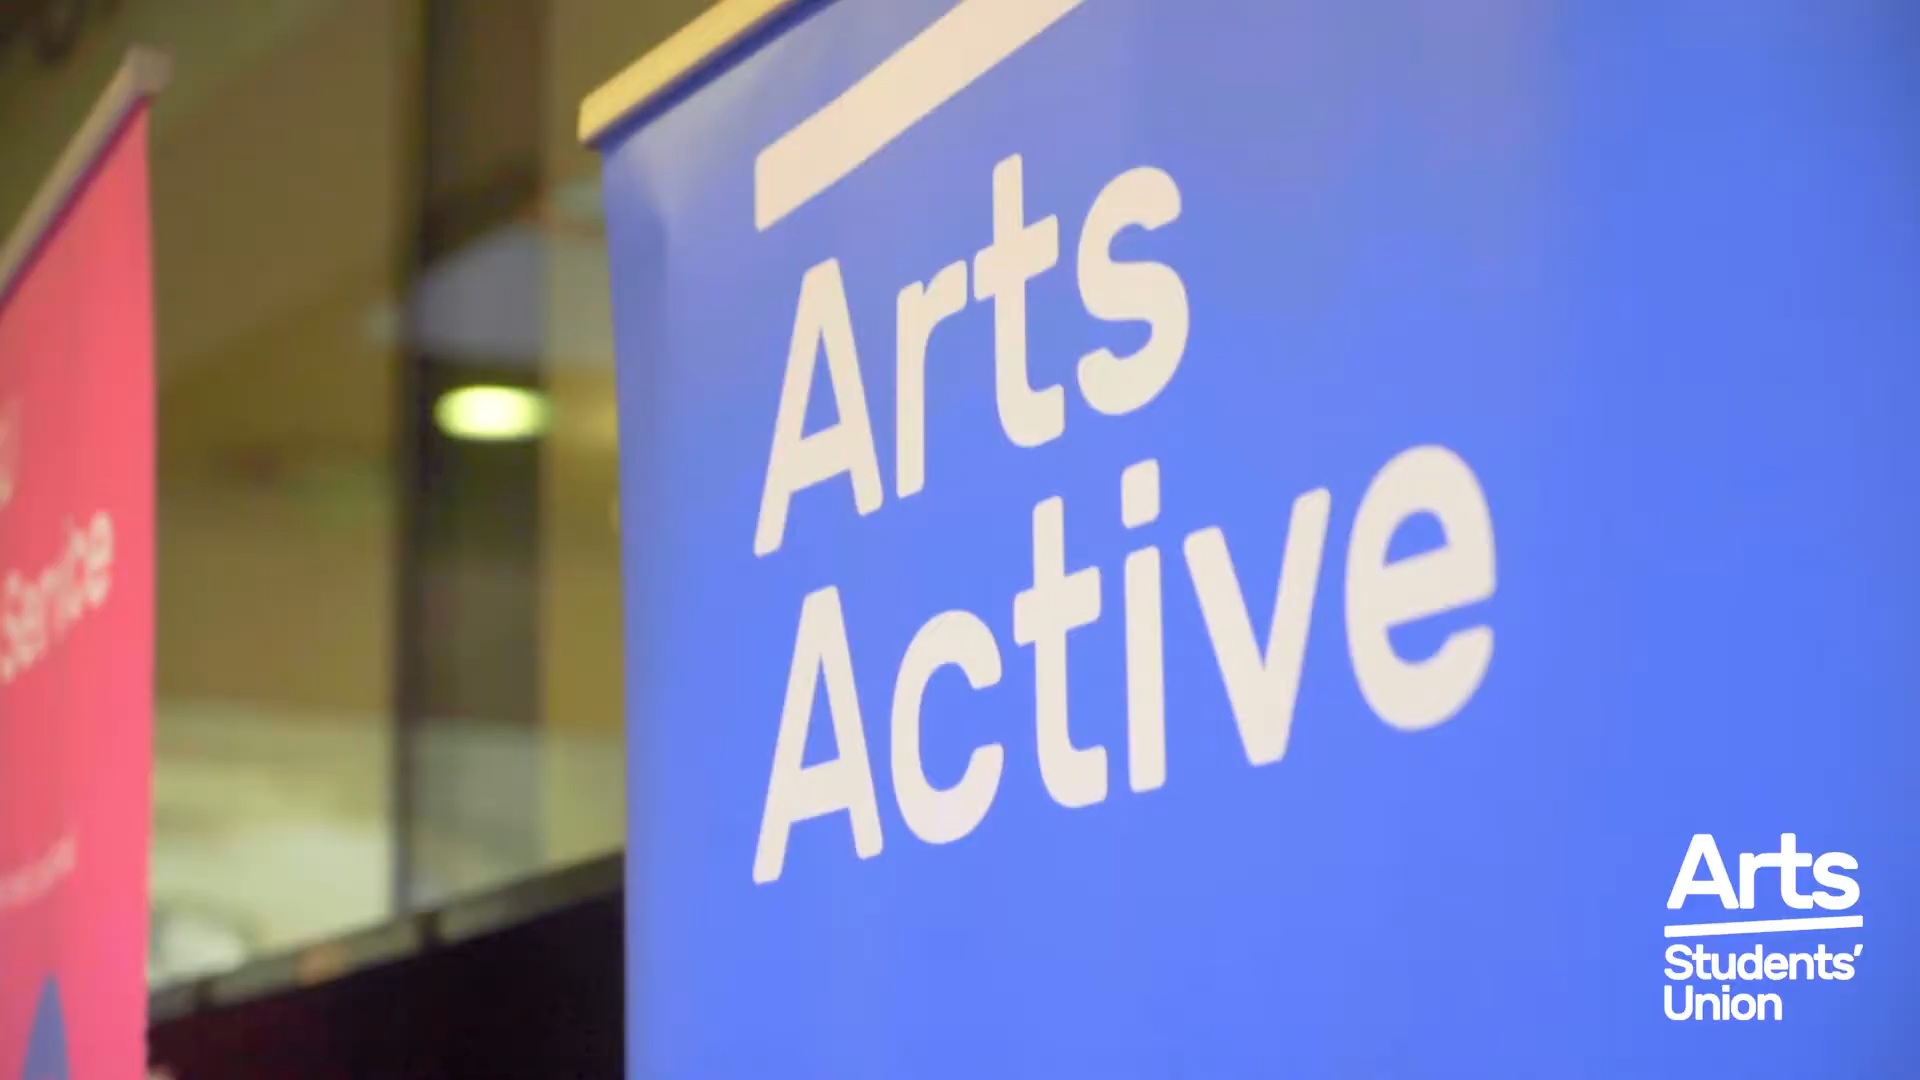 Service
Arts
Active
Arts
Students’
Union